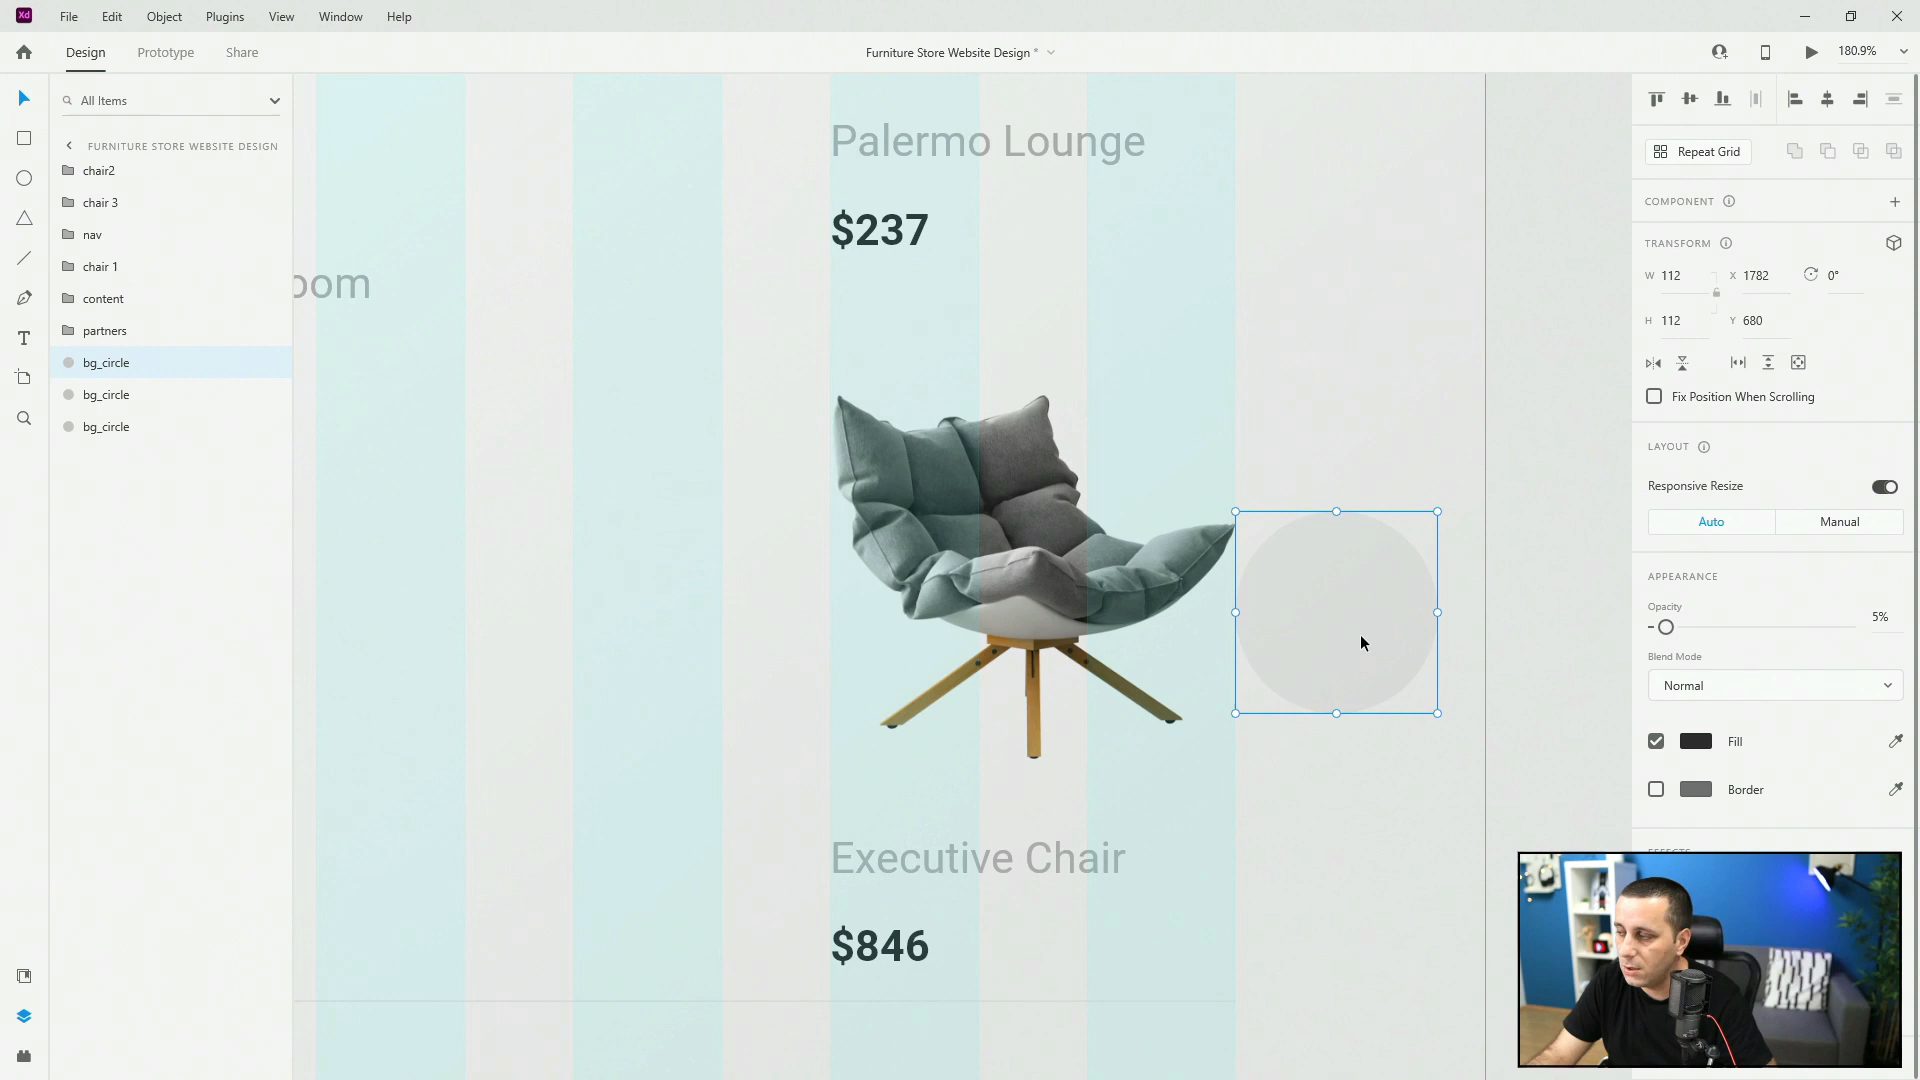 Xd
File
Edit
Object
Plugins
View
Window
Help
Design
Prototype
Share
Furniture Store Website Design *
180.9%
All Items
FURNITURE STORE WEBSITE DESIGN
chair2
chair 3
nav
chair 1
content
partners
bg_circle
bg_circle
bg_circle
oom
Palermo Lounge
$237
Executive Chair
$846
Repeat Grid
COMPONENT
TRANSFORM
W 112
X 1782
0°
H 112
Y 680
Fix Position When Scrolling
LAYOUT
Responsive Resize
Auto
Manual
APPEARANCE
Opacity
5%
Blend Mode
Normal
Fill
Border